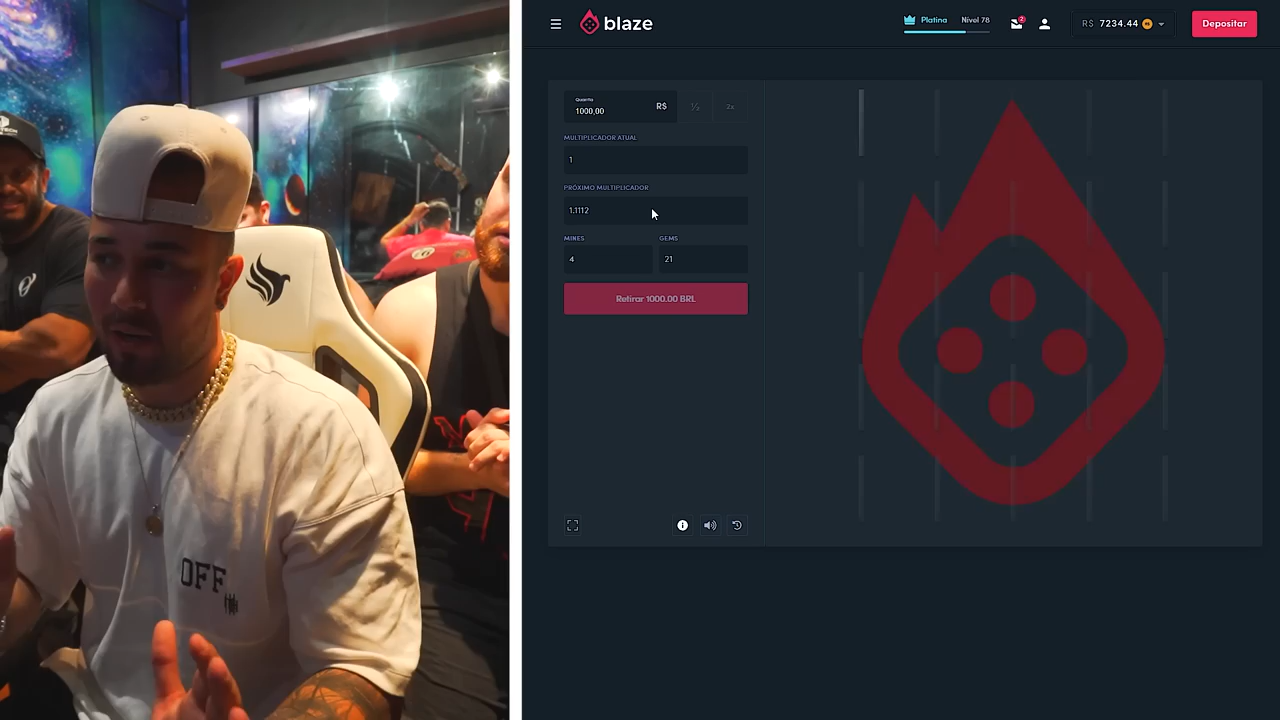 blaze
Platina
Nível 78
2
R$ 7234.44
Depositar
Quantia
1000,00
R$
½
2x
MULTIPLICADOR ATUAL
1
PRÓXIMO MULTIPLICADOR
1.1112
MINES
GEMS
4
21
Retirar 1000.00 BRL
OFF